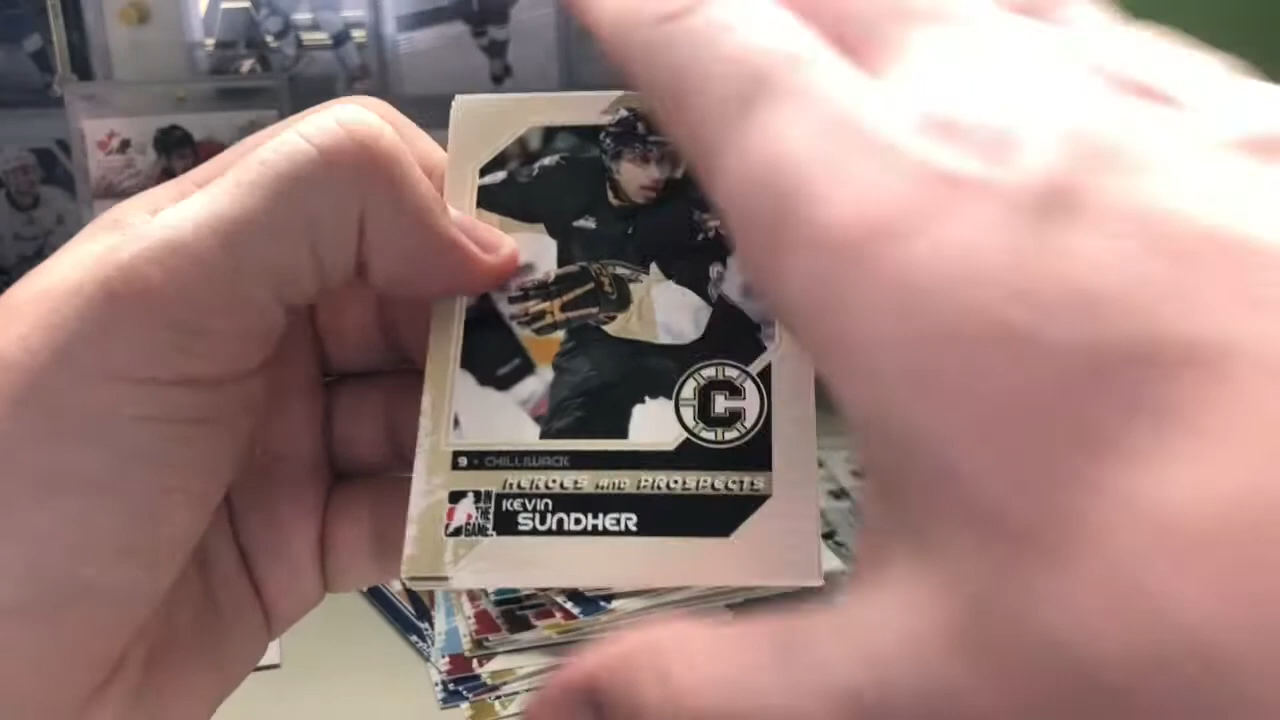 C
9 - CHILLIWACK
HEROES AND PROSPECTS
IN THE GAME
KEVIN
SUNDHER